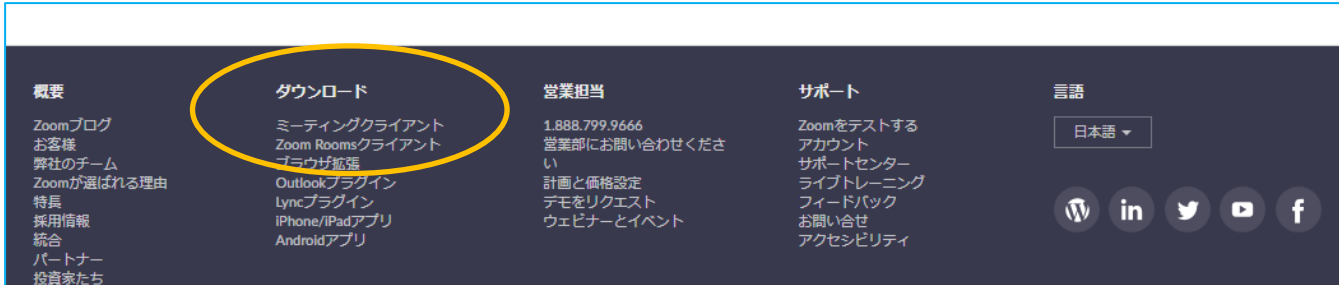 概要
Zoomブログ
お客様
弊社のチーム
Zoomが選ばれる理由
特長
採用情報
統合
パートナー
投資家たち
ダウンロード
ミーティングクライアント
Zoom Roomsクライアント
ブラウザ拡張
Outlookプラグイン
Lyncプラグイン
iPhone/iPadアプリ
Androidアプリ
営業担当
1.888.799.9666
営業部にお問い合わせくださ
い
計画と価格設定
デモをリクエスト
ウェビナーとイベント
サポート
Zoomをテストする
アカウント
サポートセンター
ライブトレーニング
フィードバック
お問い合せ
アクセシビリティ
言語
日本語